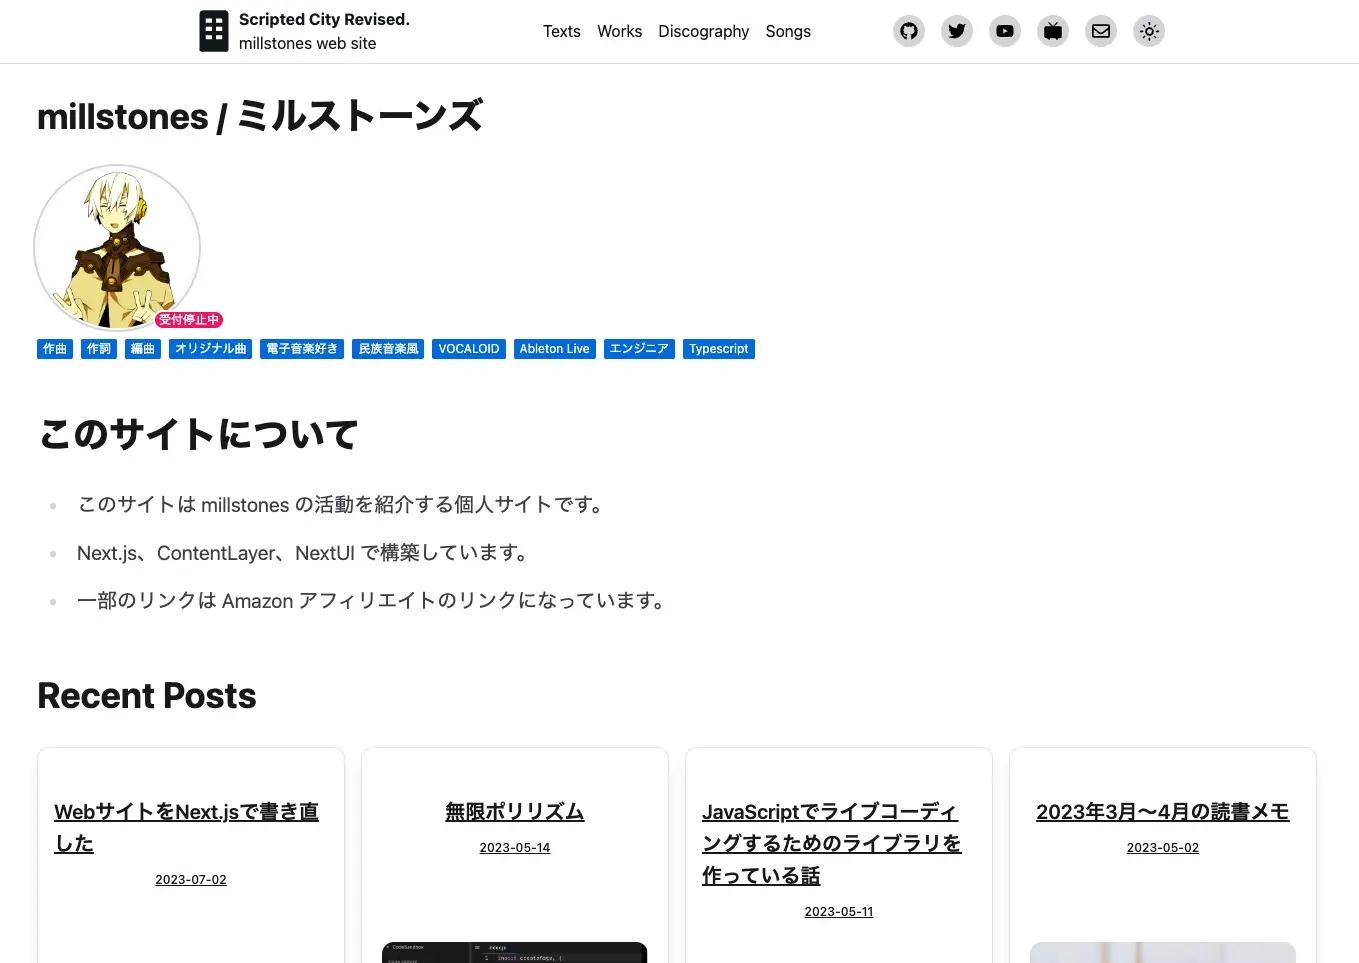 Scripted City Revised.
millstones web site
Texts Works Discography Songs
millstones / ミルストーンズ
受付停止中
作曲 作詞 編曲 オリジナル曲 電子音楽好き 民族音楽風 VOCALOID Ableton Live エンジニア Typescript
このサイトについて
このサイトは millstones の活動を紹介する個人サイトです。
Next.js、ContentLayer、NextUI で構築しています。
一部のリンクは Amazon アフィリエイトのリンクになっています。
Recent Posts
WebサイトをNext.jsで書き直
した
2023-07-02
無限ポリリズム
2023-05-14
CodeSandbox
JavaScriptでライブコーディ
ングするためのライブラリを
作っている話
2023-05-11
2023年3月〜4月の読書メモ
2023-05-02